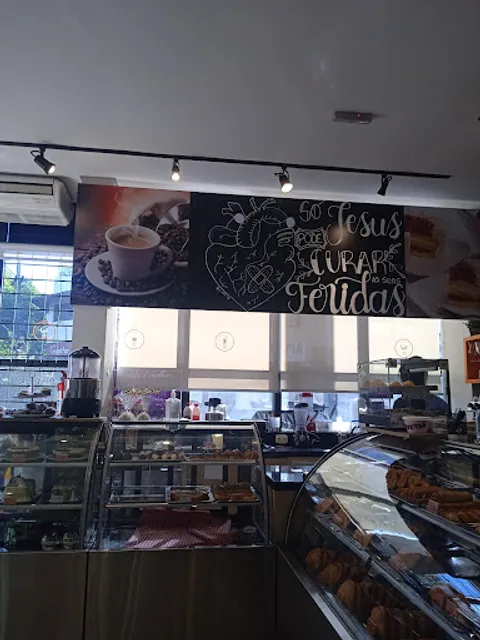 Só Jesus
PODE
CURAR
AS SUAS
Feridas